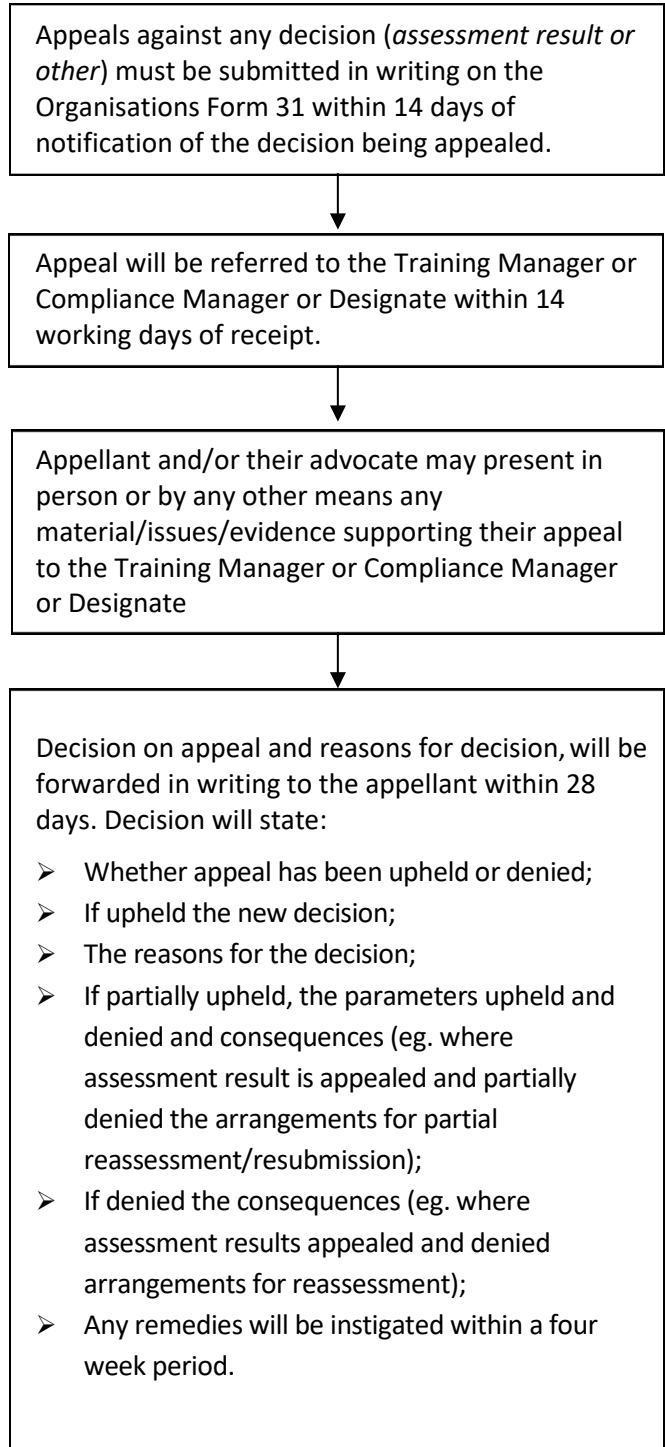 Appeals against any decision (assessment result or
other) must be submitted in writing on the
Organisations Form 31 within 14 days of
notification of the decision being appealed.
Appeal will be referred to the Training Manager or
Compliance Manager or Designate within 14
working days of receipt.
Appellant and/or their advocate may present in
person or by any other means any
material/issues/evidence supporting their appeal
to the Training Manager or Compliance Manager
or Designate
Decision on appeal and reasons for decision, will be
forwarded in writing to the appellant within 28
days. Decision will state:
➢ Whether appeal has been upheld or denied;
➢ If upheld the new decision;
➢ The reasons for the decision;
➢ If partially upheld, the parameters upheld and
denied and consequences (eg. where
assessment result is appealed and partially
denied the arrangements for partial
reassessment/resubmission);
➢ If denied the consequences (eg. where
assessment results appealed and denied
arrangements for reassessment);
➢ Any remedies will be instigated within a four
week period.